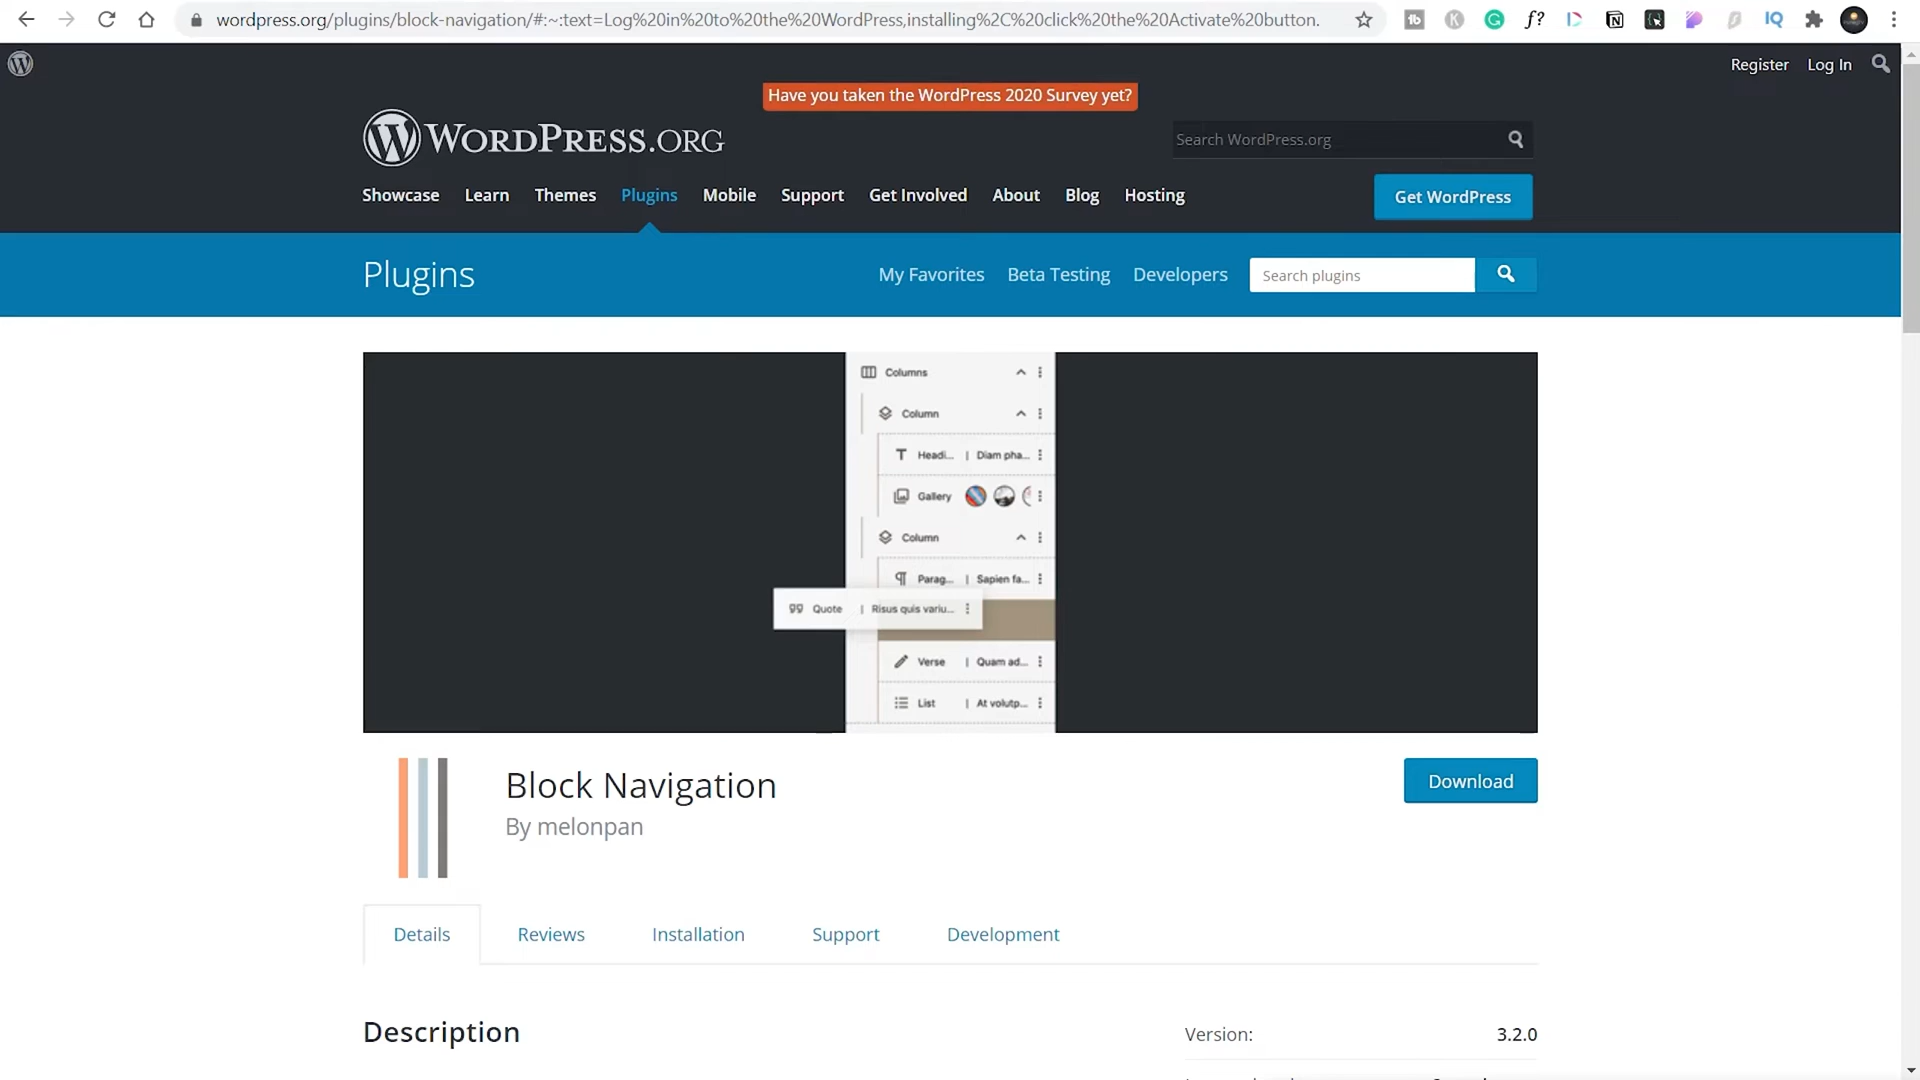 wordpress.org/plugins/block-navigation/#:~:text=Log%20in%20to%20the%20WordPress,installing%2C%20click%20the%20Activate%20button.
Register Log In
Have you taken the WordPress 2020 Survey yet?
WORDPRESS.ORG
Search WordPress.org
Showcase Learn Themes Plugins Mobile Support Get Involved About Blog Hosting
Get WordPress
Plugins
My Favorites Beta Testing Developers Search plugins
Columns
Column
Headi... | Diam pha...
Gallery
Column
Parag... | Sapien fa...
Quote | Risus quis variu...
Verse | Quam ad...
List | At volutp...
Block Navigation
Download
By melonpan
Details Reviews Installation Support Development
Description
Version: 3.2.0